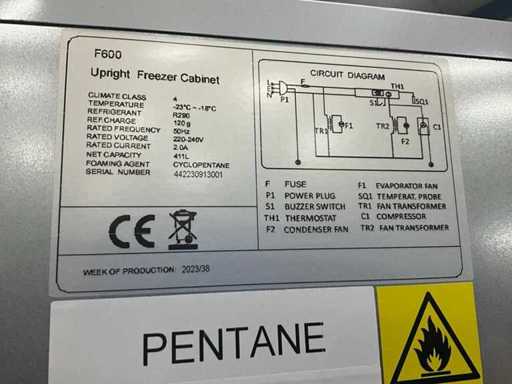 F600
Upright Freezer Cabinet
CLIMATE CLASS 4
TEMPERATURE -23°C ~ -18°C
REFRIGERANT R290
REF.CHARGE 120g
RATED FREQUENCY 50Hz
RATED VOLTAGE 220-240V
RATED CURRENT 2.0A
NET CAPACITY 411L
FOAMING AGENT CYCLOPENTANE
SERIAL NUMBER 442230913001
CE
WEEK OF PRODUCTION: 2023/38
CIRCUIT DIAGRAM
F
TH1
P1
S1
SQ1
TR1
F1
TR2
F2
C1
F FUSE
P1 POWER PLUG
S1 BUZZER SWITCH
TH1 THERMOSTAT
F2 CONDENSER FAN
F1 EVAPORATOR FAN
SQ1 TEMPERAT. PROBE
TR1 FAN TRANSFORMER
C1 COMPRESSOR
TR2 FAN TRANSFORMER
PENTANE